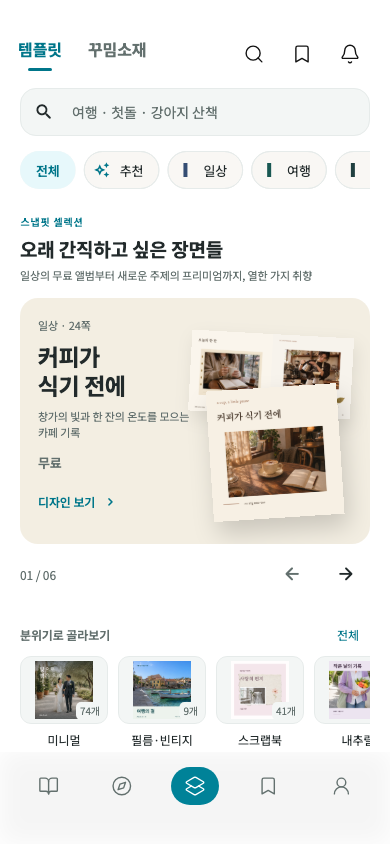 템플릿 꾸밈소재
여행 · 첫돌 · 강아지 산책
전체 추천 일상 여행
스냅핏 셀렉션
오래 간직하고 싶은 장면들
일상의 무료 앨범부터 새로운 주제의 프리미엄까지, 열한 가지 취향
일상 · 24쪽
커피가
식기 전에
창가의 빛과 한 잔의 온도를 모으는
카페 기록
무료
디자인 보기
커피가 식기 전에
01 / 06
분위기로 골라보기 전체
74개 9개 41개
미니멀 필름·빈티지 스크랩북 내추럴